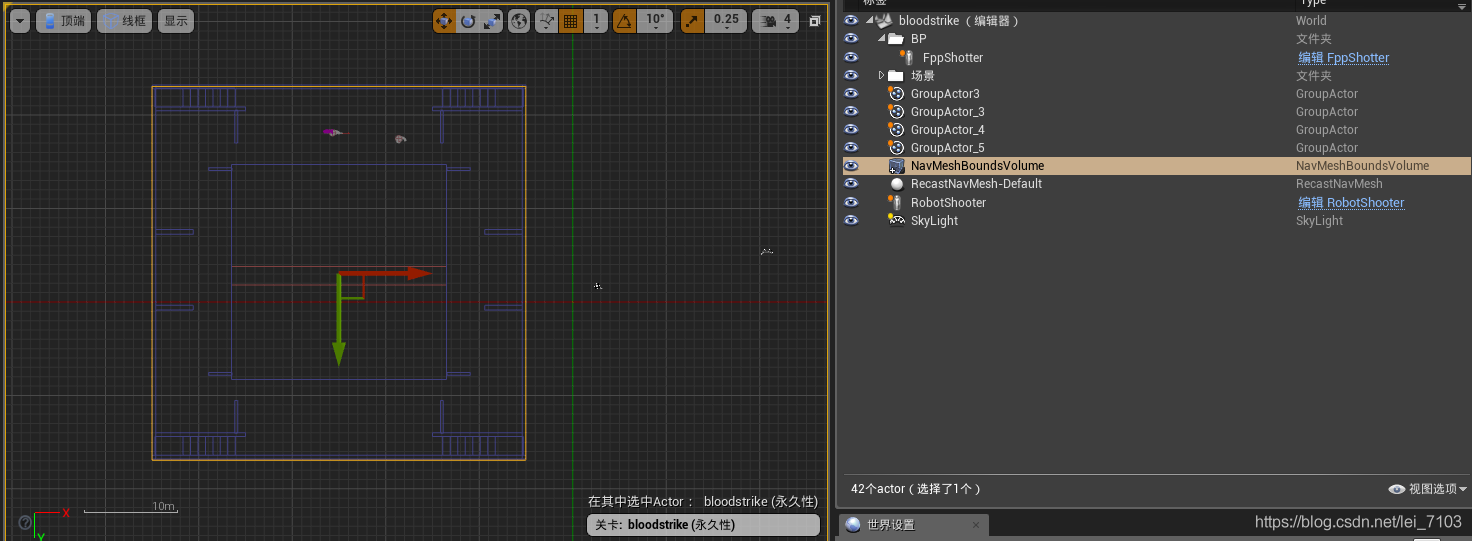 顶端 线框 显示 1 10° 0.25 4
标签 Type
bloodstrike（编辑器） World
BP 文件夹
FppShotter 编辑 FppShotter
场景 文件夹
GroupActor3 GroupActor
GroupActor_3 GroupActor
GroupActor_4 GroupActor
GroupActor_5 GroupActor
NavMeshBoundsVolume NavMeshBoundsVolume
RecastNavMesh-Default RecastNavMesh
RobotShooter 编辑 RobotShooter
SkyLight SkyLight
42个actor（选择了1个） 视图选项
10m
X
Y
在其中选中Actor： bloodstrike (永久性)
关卡: bloodstrike (永久性)
世界设置
https://blog.csdn.net/lei_7103